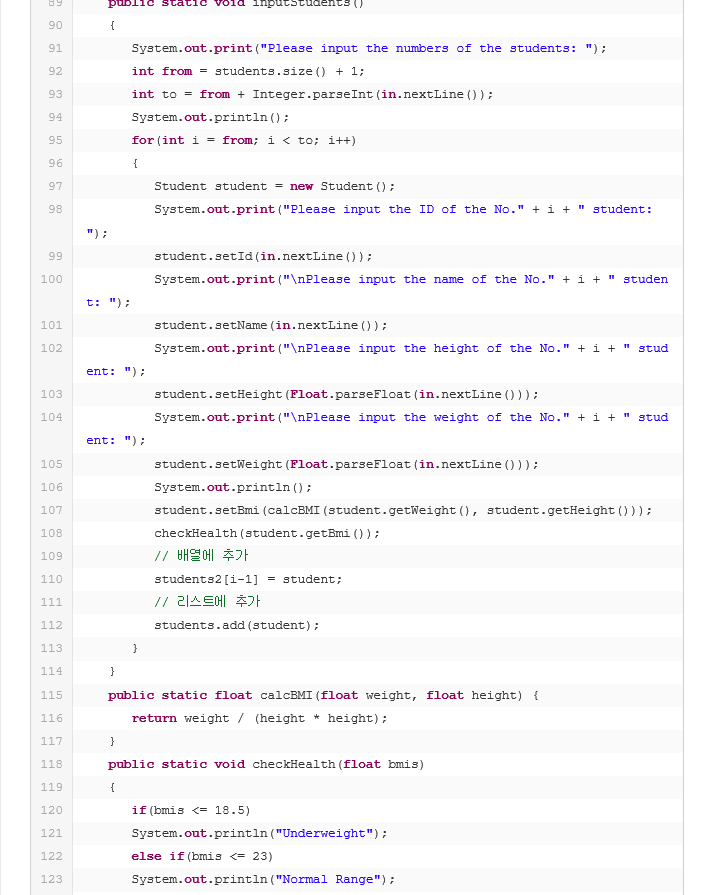 89 public static void inputStudents()
90 {
91 System.out.print("Please input the numbers of the students: ");
92 int from = students.size() + 1;
93 int to = from + Integer.parseInt(in.nextLine());
94 System.out.println();
95 for(int i = from; i < to; i++)
96 {
97 Student student = new Student();
98 System.out.print("Please input the ID of the No." + i + " student:
");
99 student.setId(in.nextLine());
100 System.out.print("\nPlease input the name of the No." + i + " studen
t: ");
101 student.setName(in.nextLine());
102 System.out.print("\nPlease input the height of the No." + i + " stud
ent: ");
103 student.setHeight(Float.parseFloat(in.nextLine()));
104 System.out.print("\nPlease input the weight of the No." + i + " stud
ent: ");
105 student.setWeight(Float.parseFloat(in.nextLine()));
106 System.out.println();
107 student.setBmi(calcBMI(student.getWeight(), student.getHeight()));
108 checkHealth(student.getBmi());
109 // 배열에 추가
110 students2[i-1] = student;
111 // 리스트에 추가
112 students.add(student);
113 }
114 }
115 public static float calcBMI(float weight, float height) {
116 return weight / (height * height);
117 }
118 public static void checkHealth(float bmis)
119 {
120 if(bmis <= 18.5)
121 System.out.println("Underweight");
122 else if(bmis <= 23)
123 System.out.println("Normal Range");